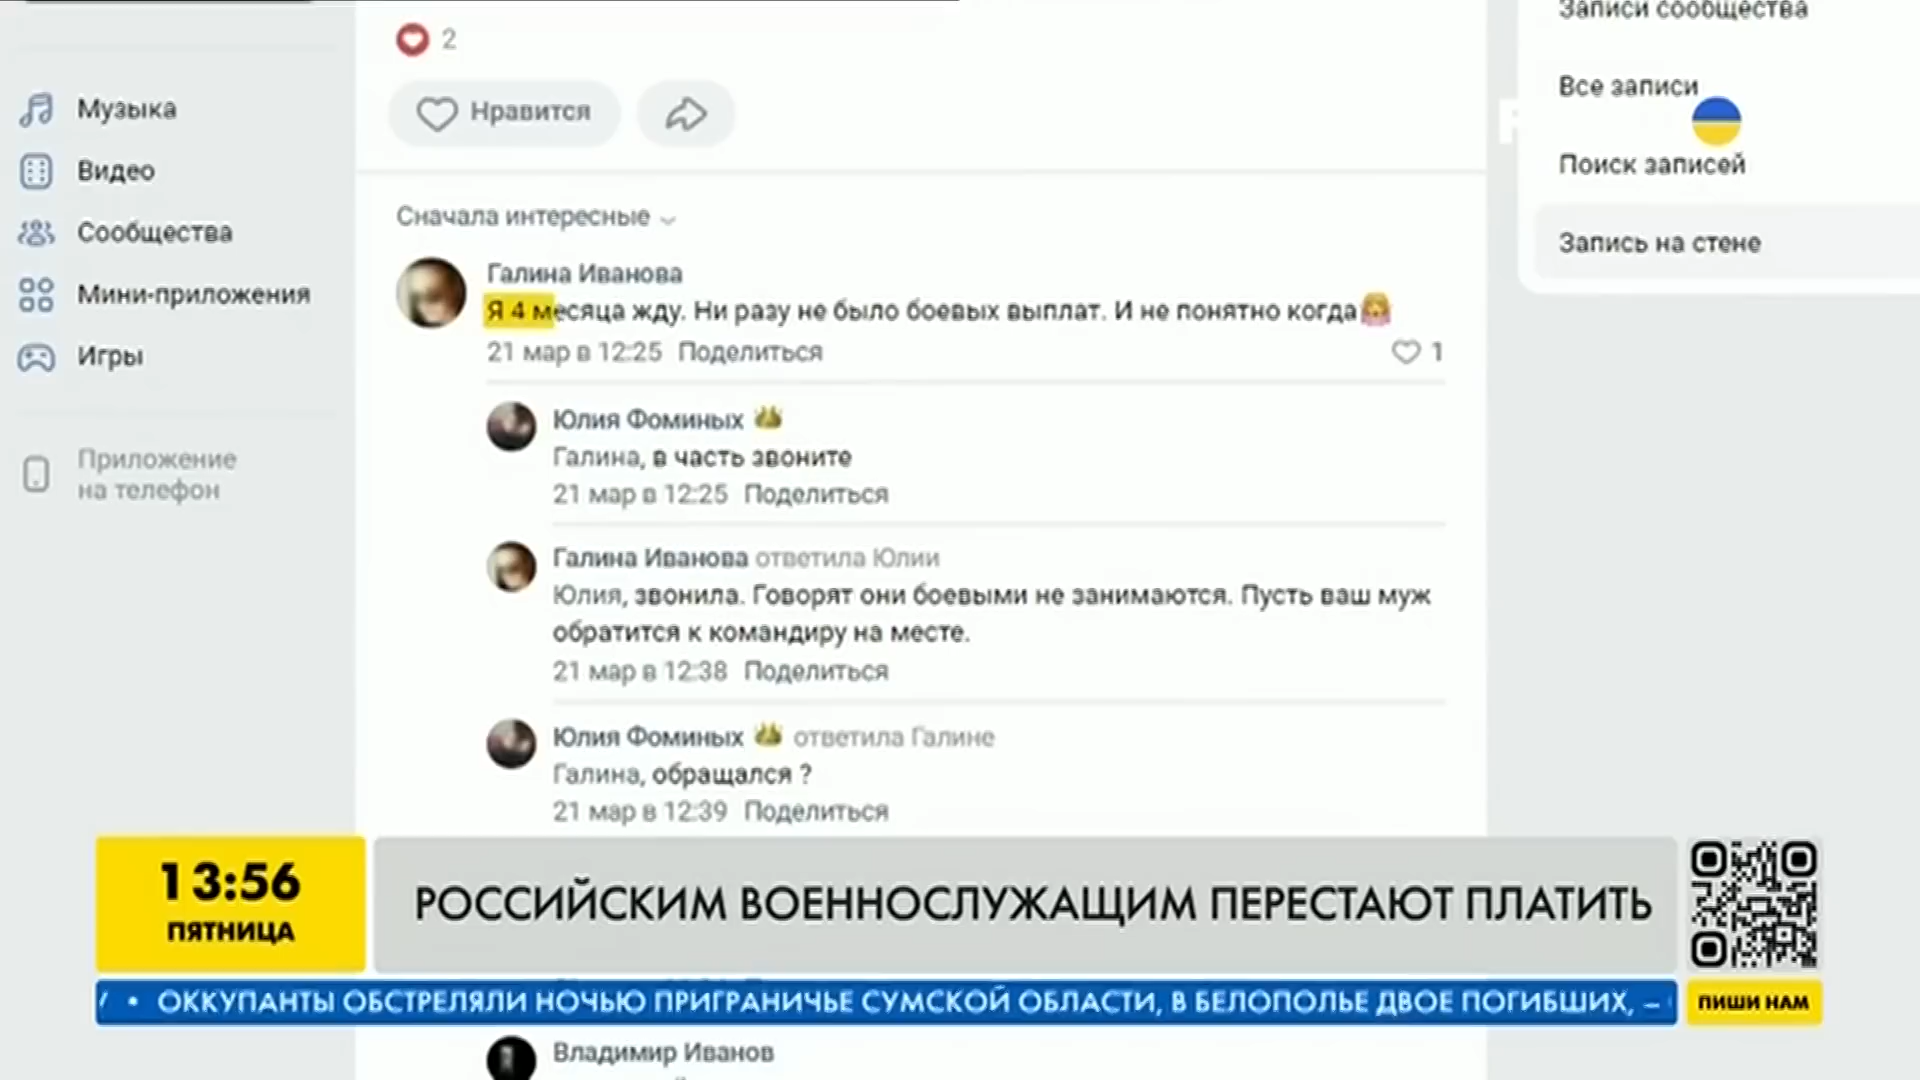 Музыка
Видео
Сообщества
Мини-приложения
Игры
Приложение
на телефон
2
Нравится
Сначала интересные
Галина Иванова
Я 4 месяца жду. Ни разу не было боевых выплат. И не понятно когда
21 мар в 12:25 Поделиться
1
Юлия Фоминых
Галина, в часть звоните
21 мар в 12:25 Поделиться
Галина Иванова ответила Юлии
Юлия, звонила. Говорят они боевыми не занимаются. Пусть ваш муж
обратится к командиру на месте.
21 мар в 12:38 Поделиться
Юлия Фоминых ответила Галине
Галина, обращался ?
21 мар в 12:39 Поделиться
Владимир Иванов
Записи сообщества
Все записи
Поиск записей
Запись на стене
13:56
ПЯТНИЦА
РОССИЙСКИМ ВОЕННОСЛУЖАЩИМ ПЕРЕСТАЮТ ПЛАТИТЬ
• ОККУПАНТЫ ОБСТРЕЛЯЛИ НОЧЬЮ ПРИГРАНИЧЬЕ СУМСКОЙ ОБЛАСТИ, В БЕЛОПОЛЬЕ ДВОЕ ПОГИБШИХ, –
ПИШИ НАМ